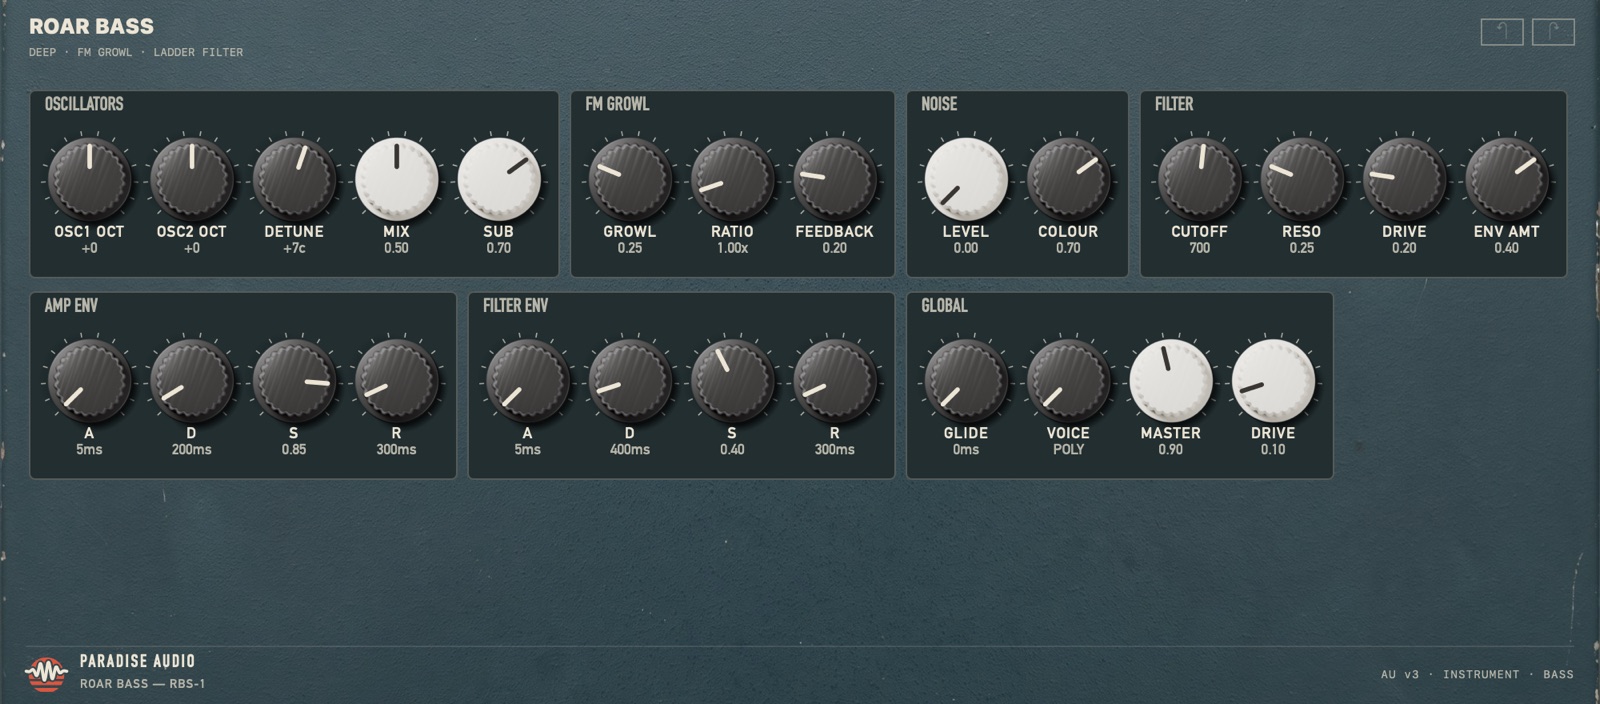 ROAR BASS
DEEP · FM GROWL · LADDER FILTER
OSCILLATORS
OSC1 OCT OSC2 OCT DETUNE MIX SUB
+0 +0 +7c 0.50 0.70
FM GROWL
GROWL RATIO FEEDBACK
0.25 1.00x 0.20
NOISE
LEVEL COLOUR
0.00 0.70
FILTER
CUTOFF RESO DRIVE ENV AMT
700 0.25 0.20 0.40
AMP ENV
A D S R
5ms 200ms 0.85 300ms
FILTER ENV
A D S R
5ms 400ms 0.40 300ms
GLOBAL
GLIDE VOICE MASTER DRIVE
0ms POLY 0.90 0.10
PARADISE AUDIO
ROAR BASS — RBS-1
AU v3 · INSTRUMENT · BASS